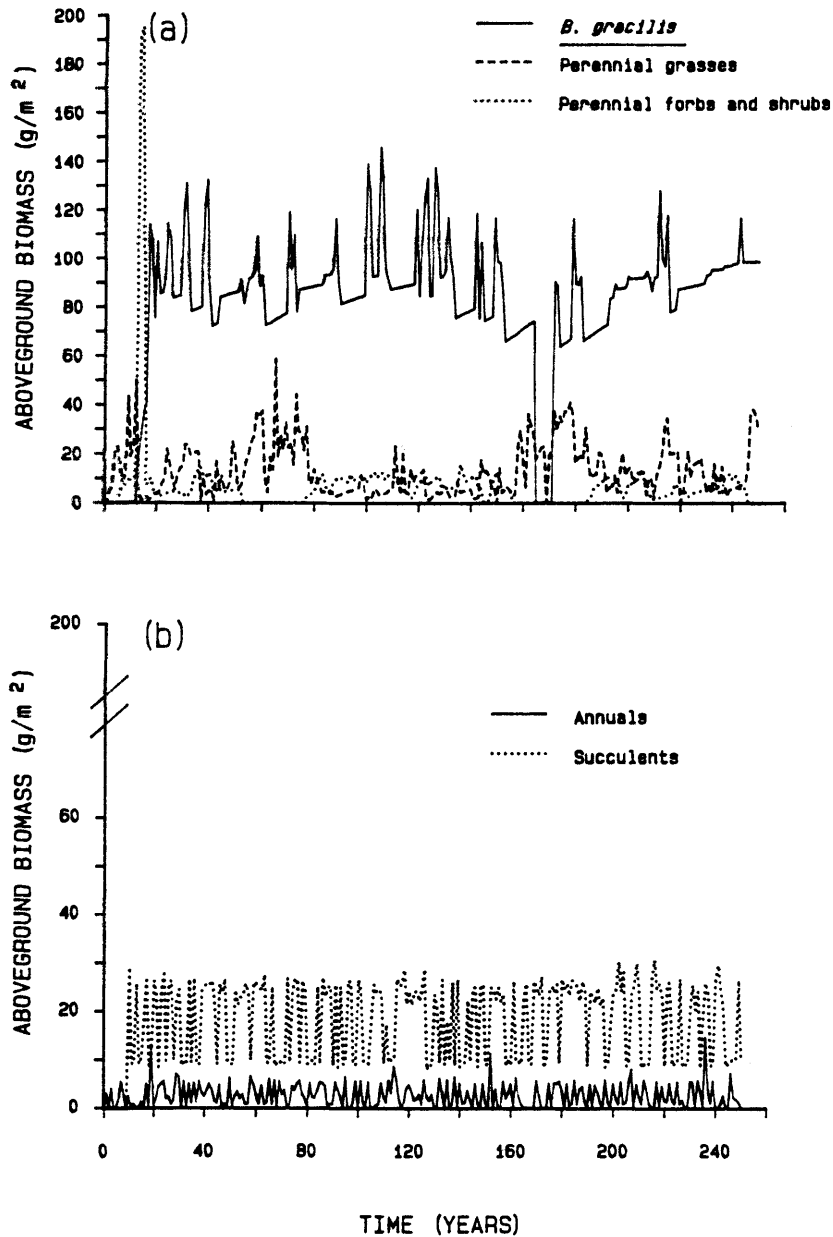 (a)
B. gracilis
Perennial grasses
Perennial forbs and shrubs
ABOVEGROUND BIOMASS (g/m²)
200
180
160
140
120
100
80
60
40
20
0
(b)
Annuals
Succulents
ABOVEGROUND BIOMASS (g/m²)
200
60
40
20
0
0 40 80 120 160 200 240
TIME (YEARS)